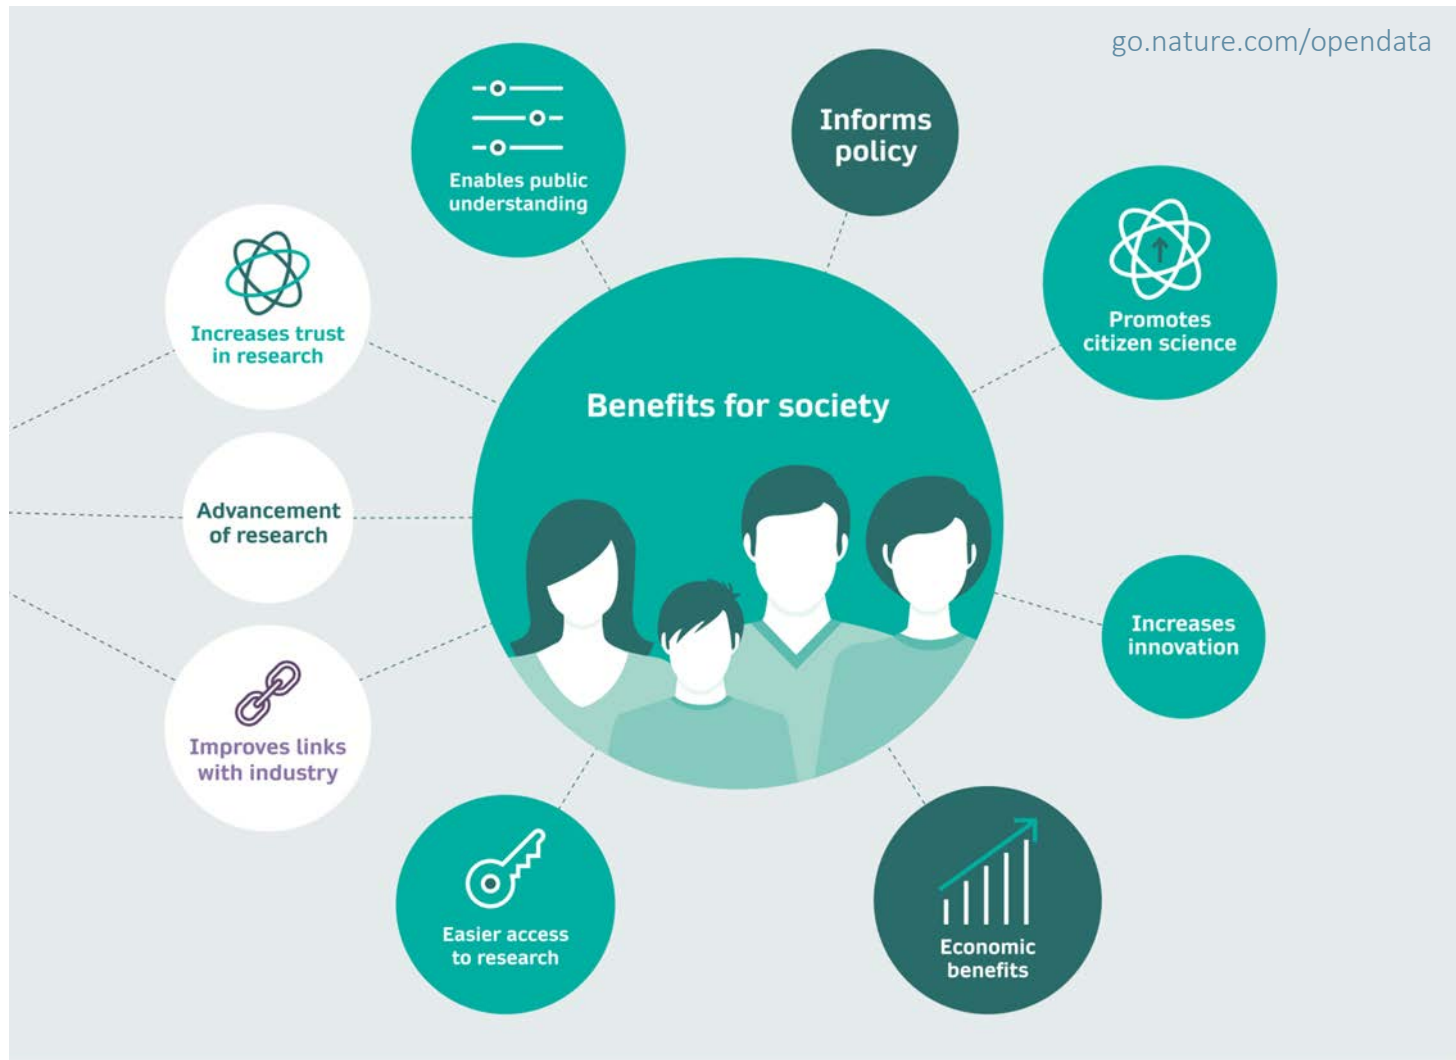 go.nature.com/opendata
Enables public
understanding
Informs
policy
Promotes
citizen science
Increases trust
in research
Benefits for society
Advancement
of research
Increases
innovation
Improves links
with industry
Easier access
to research
Economic
benefits